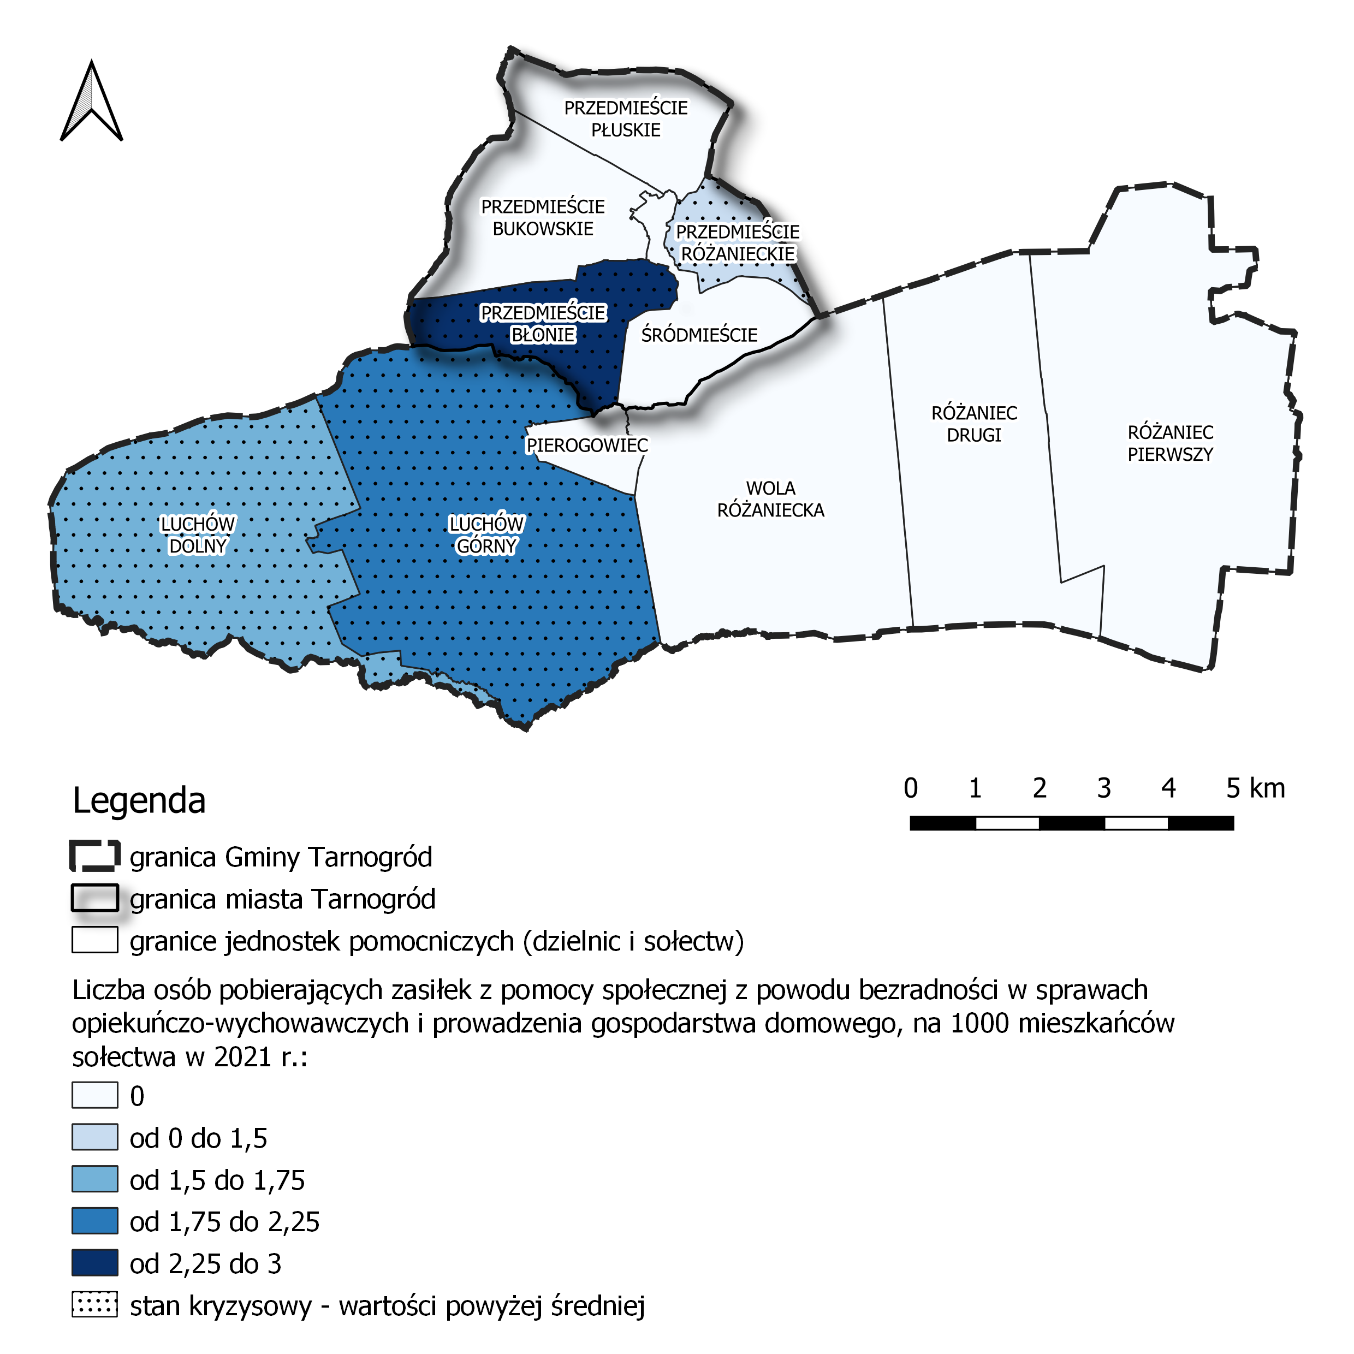 PRZEDMIEŚCIE
PŁUSKIE
PRZEDMIEŚCIE
BUKOWSKIE
PRZEDMIEŚCIE
RÓŻANIECKIE
PRZEDMIEŚCIE
BŁONIE
ŚRÓDMIEŚCIE
PIEROGOWIEC
RÓŻANIEC
DRUGI
RÓŻANIEC
PIERWSZY
WOLA
RÓŻANIECKA
LUCHÓW
DOLNY
LUCHÓW
GÓRNY
0 1 2 3 4 5 km
Legenda
granica Gminy Tarnogród
granica miasta Tarnogród
granice jednostek pomocniczych (dzielnic i sołectw)
Liczba osób pobierających zasiłek z pomocy społecznej z powodu bezradności w sprawach
opiekuńczo-wychowawczych i prowadzenia gospodarstwa domowego, na 1000 mieszkańców
sołectwa w 2021 r.:
0
od 0 do 1,5
od 1,5 do 1,75
od 1,75 do 2,25
od 2,25 do 3
stan kryzysowy - wartości powyżej średniej